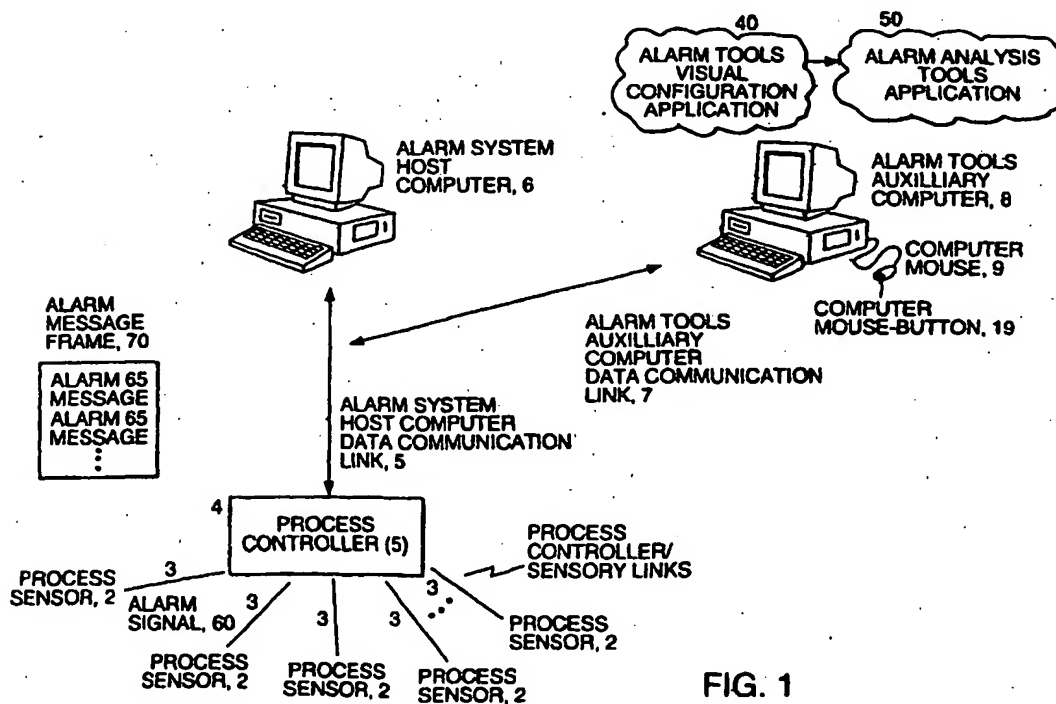 40
ALARM TOOLS
VISUAL
CONFIGURATION
APPLICATION
50
ALARM ANALYSIS
TOOLS
APPLICATION
ALARM SYSTEM
HOST
COMPUTER, 6
ALARM TOOLS
AUXILLIARY
COMPUTER, 8
COMPUTER
MOUSE, 9
COMPUTER
MOUSE-BUTTON, 19
ALARM
MESSAGE
FRAME, 70
ALARM 65
MESSAGE
ALARM 65
MESSAGE
ALARM TOOLS
AUXILLIARY
COMPUTER
DATA COMMUNICATION
LINK, 7
ALARM SYSTEM
HOST COMPUTER
DATA COMMUNICATION
LINK, 5
4
PROCESS
CONTROLLER (5)
PROCESS
CONTROLLER/
SENSORY LINKS
PROCESS
SENSOR, 2
3
ALARM
SIGNAL, 60
3
3
3
3
PROCESS
SENSOR, 2
PROCESS
SENSOR, 2
PROCESS
SENSOR, 2
PROCESS
SENSOR, 2
FIG. 1